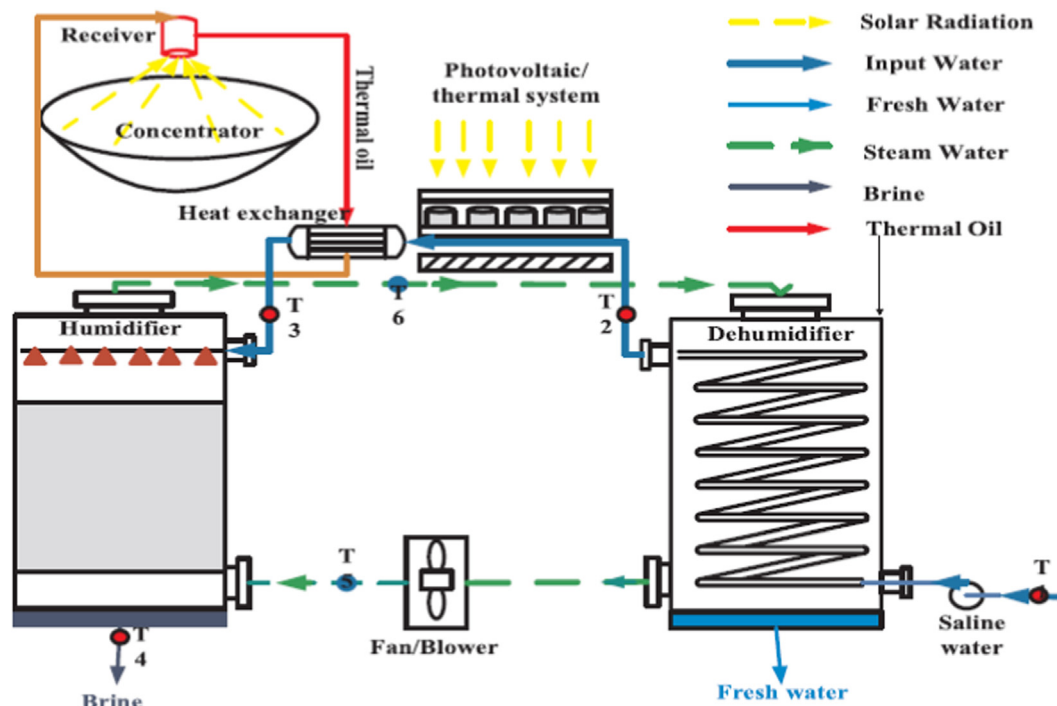 Receiver
Concentrator
Thermal oil
Photovoltaic/
thermal system
Heat exchanger
Solar Radiation
Input Water
Fresh Water
Steam Water
Brine
Thermal Oil
Humidifier
T
3
T
6
T
2
Dehumidifier
T
5
Fan/Blower
T
Saline
water
T
4
Brine
Fresh water